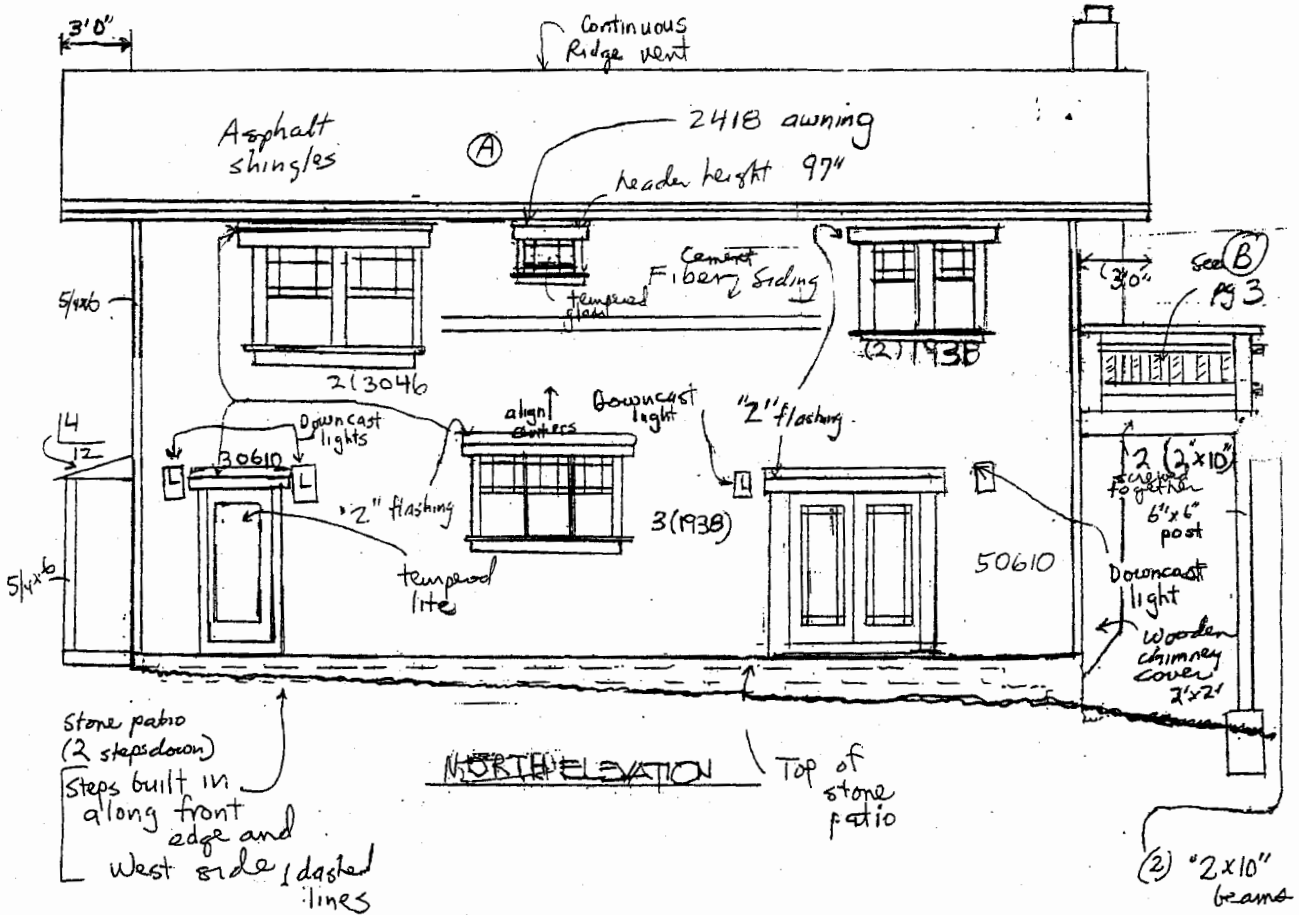 3'0"
Continuous
Ridge vent
Asphalt
shingles
A
2418 awning
header height 97"
Cement
Fiber Siding
tempered
glass
(3'0"
see B
pg 3
5/4x6
2(3046
(2) 1938
align
centers
Downcast
light
"Z" flashing
4
12
Downcast
lights
L
30610
L
L
"Z" flashing
3(1938)
2 (2"x10")
screwed
together
6"x6"
post
5/4x6
tempered
lite
50610
Downcast
light
Wooden
chimney
cover
2'x2'
Stone patio
(2 steps down)
Steps built in
along front
edge and
West side, dashed
lines
NORTH ELEVATION
Top of
stone
patio
(2) "2x10"
beams